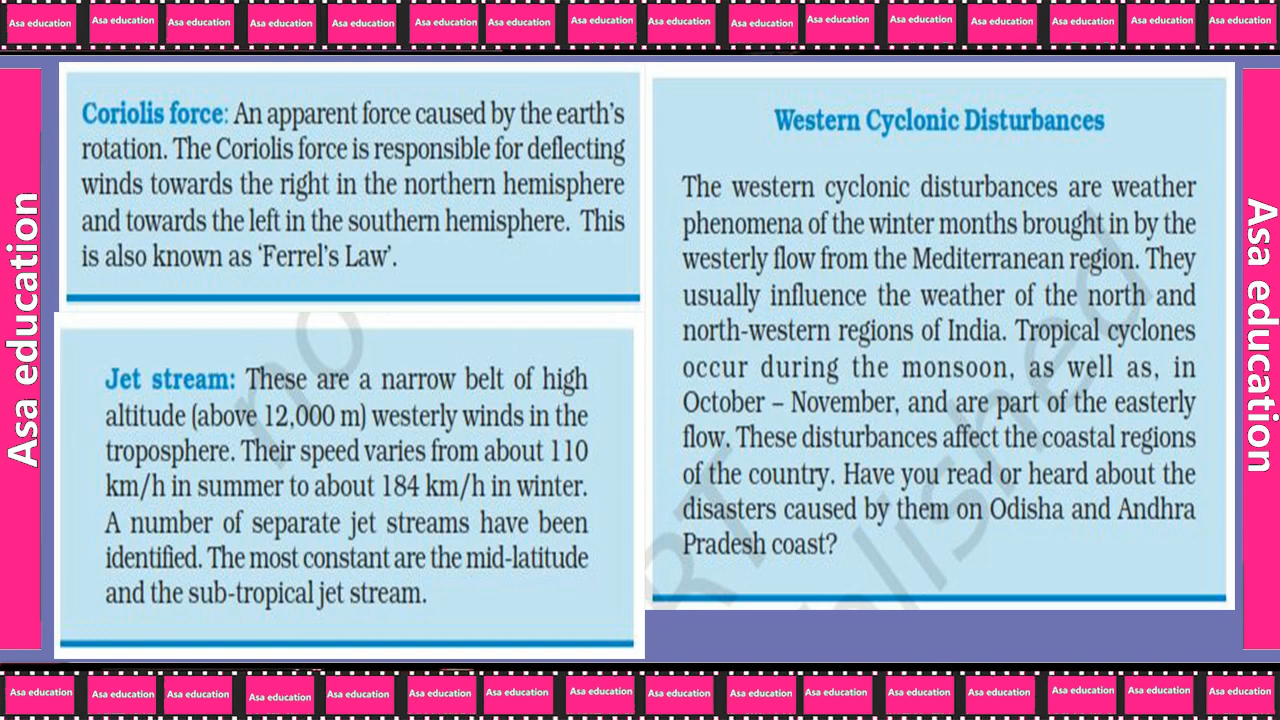 Asa education Asa education Asa education Asa education Asa education Asa education Asa education Asa education Asa education Asa education Asa education Asa education Asa education Asa education Asa education Asa education
Asa education
Coriolis force: An apparent force caused by the earth's
rotation. The Coriolis force is responsible for deflecting
winds towards the right in the northern hemisphere
and towards the left in the southern hemisphere. This
is also known as 'Ferrel's Law'.
Jet stream: These are a narrow belt of high
altitude (above 12,000 m) westerly winds in the
troposphere. Their speed varies from about 110
km/h in summer to about 184 km/h in winter.
A number of separate jet streams have been
identified. The most constant are the mid-latitude
and the sub-tropical jet stream.
Western Cyclonic Disturbances
The western cyclonic disturbances are weather
phenomena of the winter months brought in by the
westerly flow from the Mediterranean region. They
usually influence the weather of the north and
north-western regions of India. Tropical cyclones
occur during the monsoon, as well as, in
October – November, and are part of the easterly
flow. These disturbances affect the coastal regions
of the country. Have you read or heard about the
disasters caused by them on Odisha and Andhra
Pradesh coast?
Asa education
Asa education Asa education Asa education Asa education Asa education Asa education Asa education Asa education Asa education Asa education Asa education Asa education Asa education Asa education Asa education Asa education